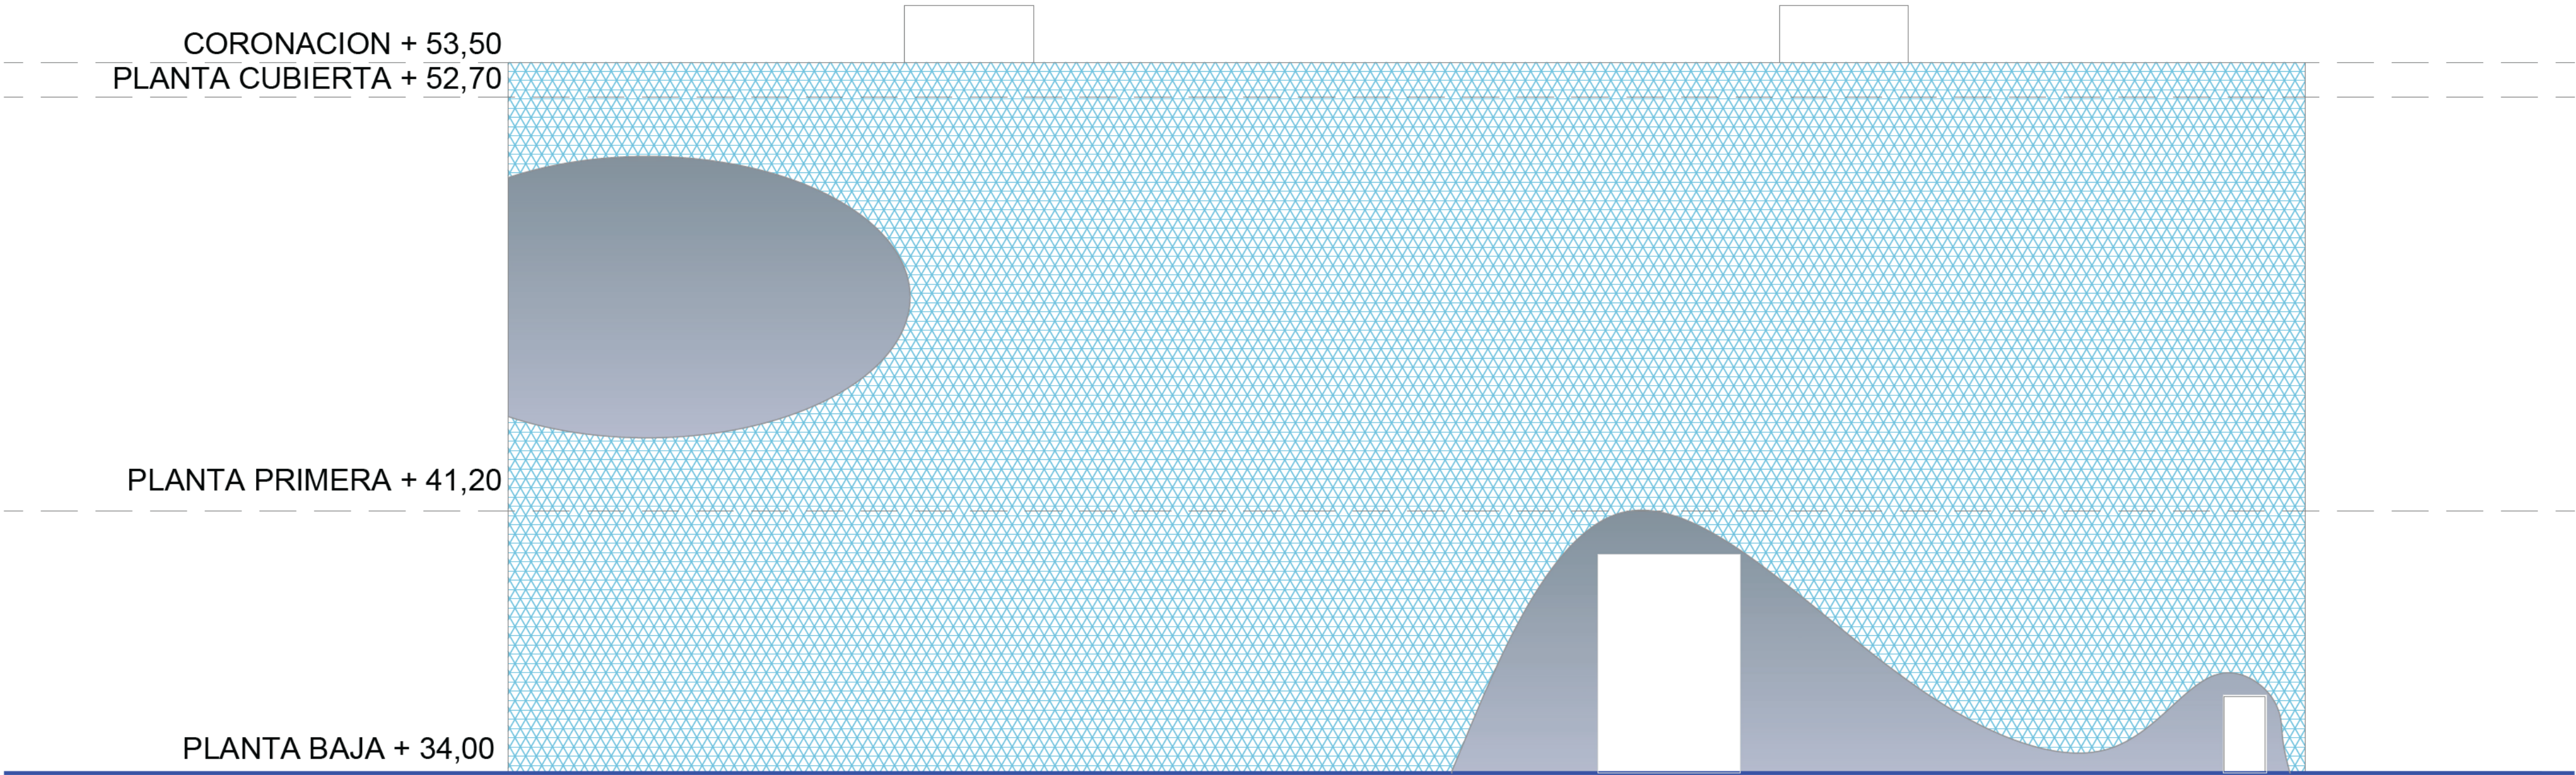 CORONACION + 53,50
PLANTA CUBIERTA + 52,70
PLANTA PRIMERA + 41,20
PLANTA BAJA + 34,00